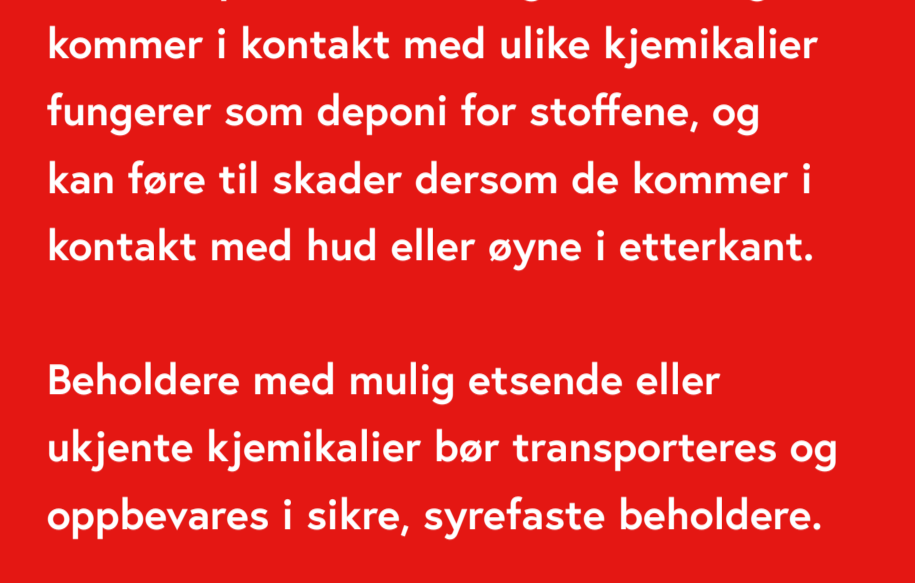 kommer i kontakt med ulike kjemikalier
fungerer som deponi for stoffene, og
kan føre til skader dersom de kommer i
kontakt med hud eller øyne i etterkant.
Beholdere med mulig etsende eller
ukjente kjemikalier bør transporteres og
oppbevares i sikre, syrefaste beholdere.